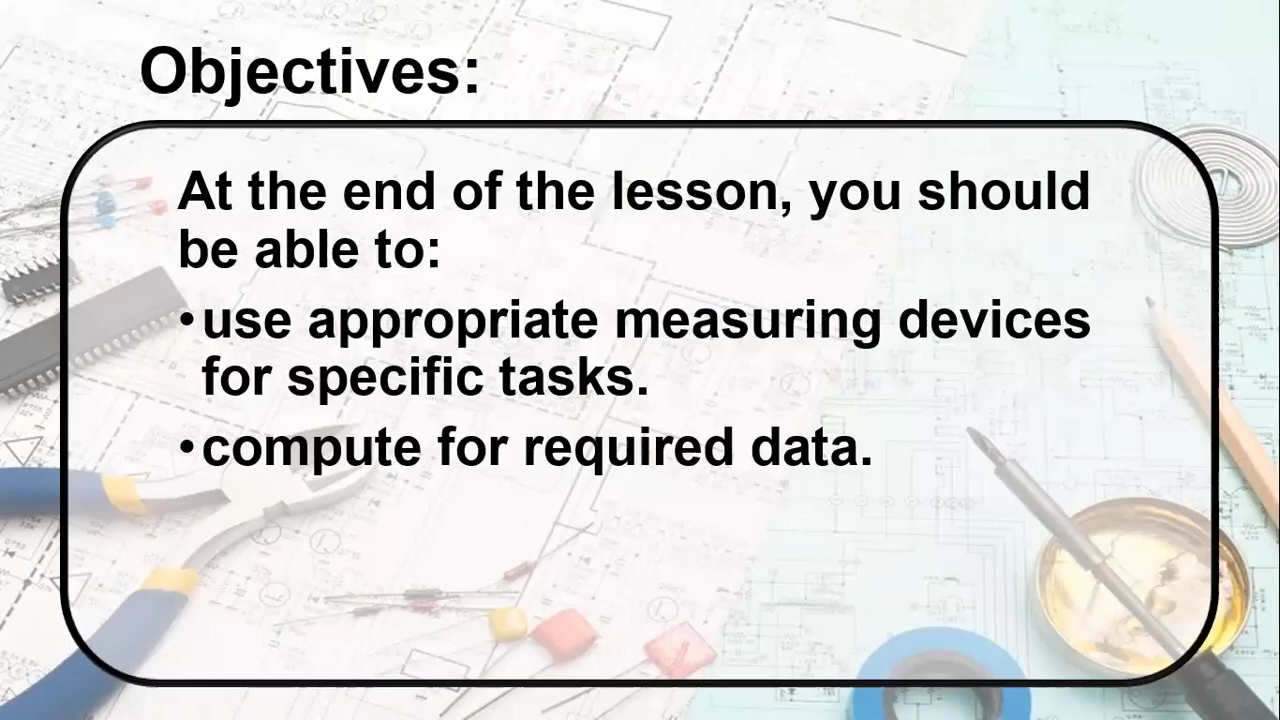 Objectives:
At the end of the lesson, you should
be able to:
•use appropriate measuring devices
for specific tasks.
•compute for required data.